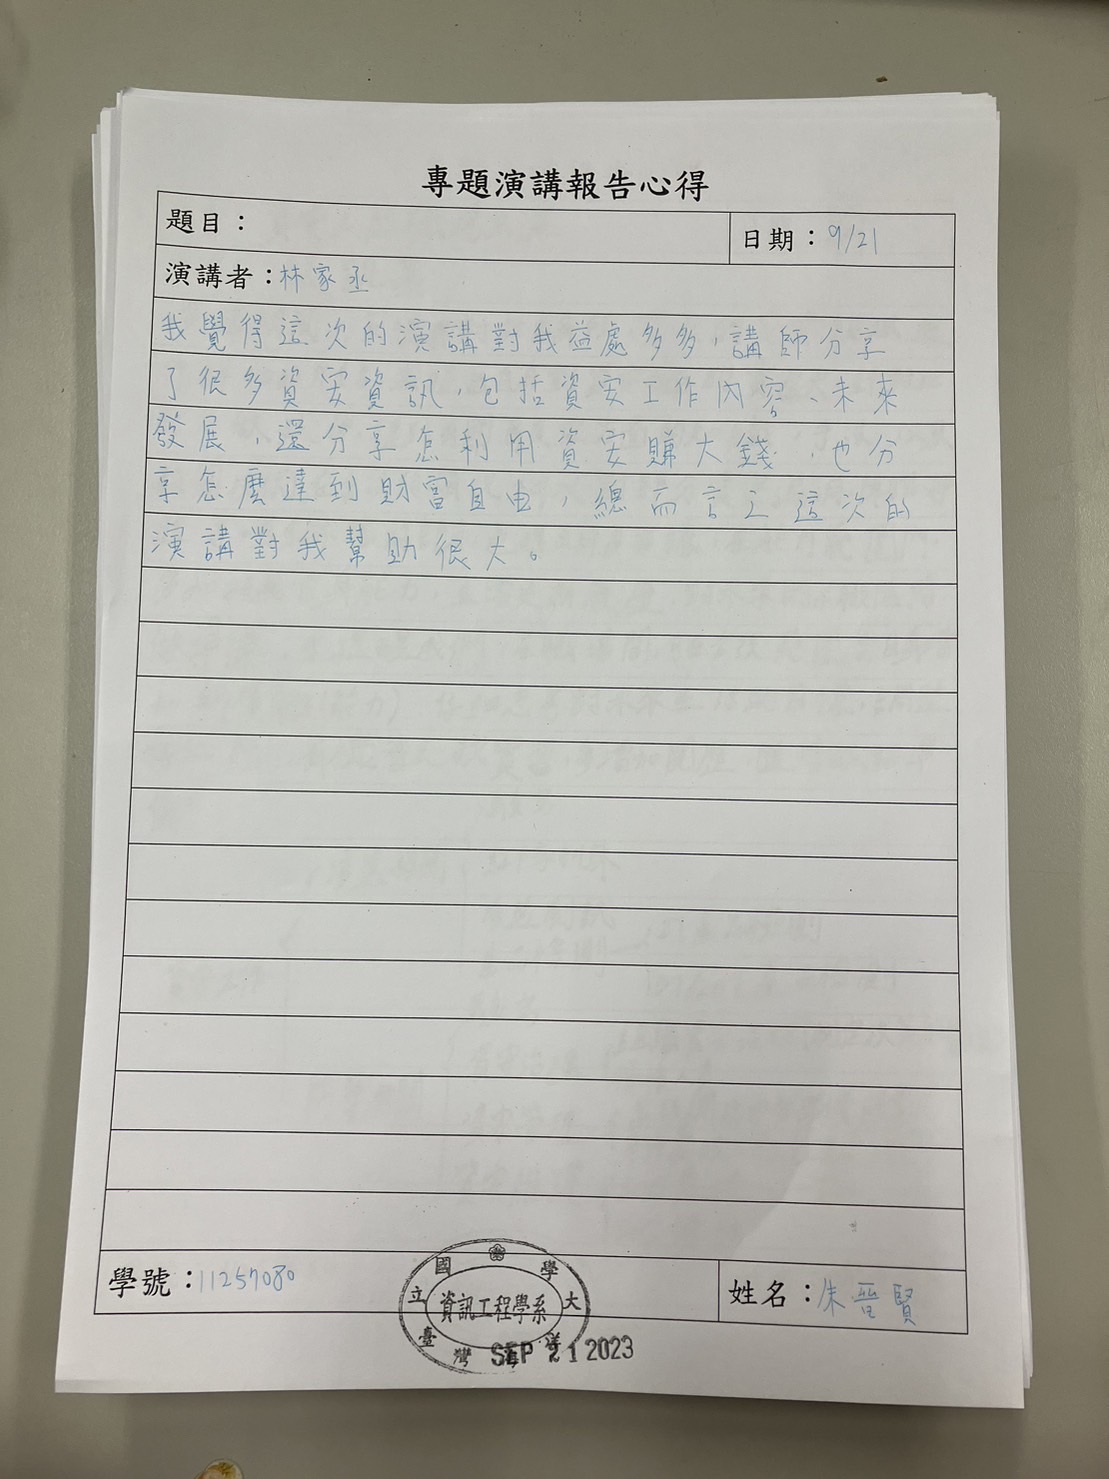 專題演講報告心得
題目：
日期：9/21
演講者：林家丞
我覺得這次的演講對我益處多多，講師分享
了很多資安資訊，包括資安工作內容、未來
發展，還分享怎利用資安賺大錢，也分
享怎麼達到財富自由，總而言之這次的
演講對我幫助很大。
學號：11257080
姓名：朱晉賢
國立臺灣海洋大學
資訊工程學系
SEP 21 2023